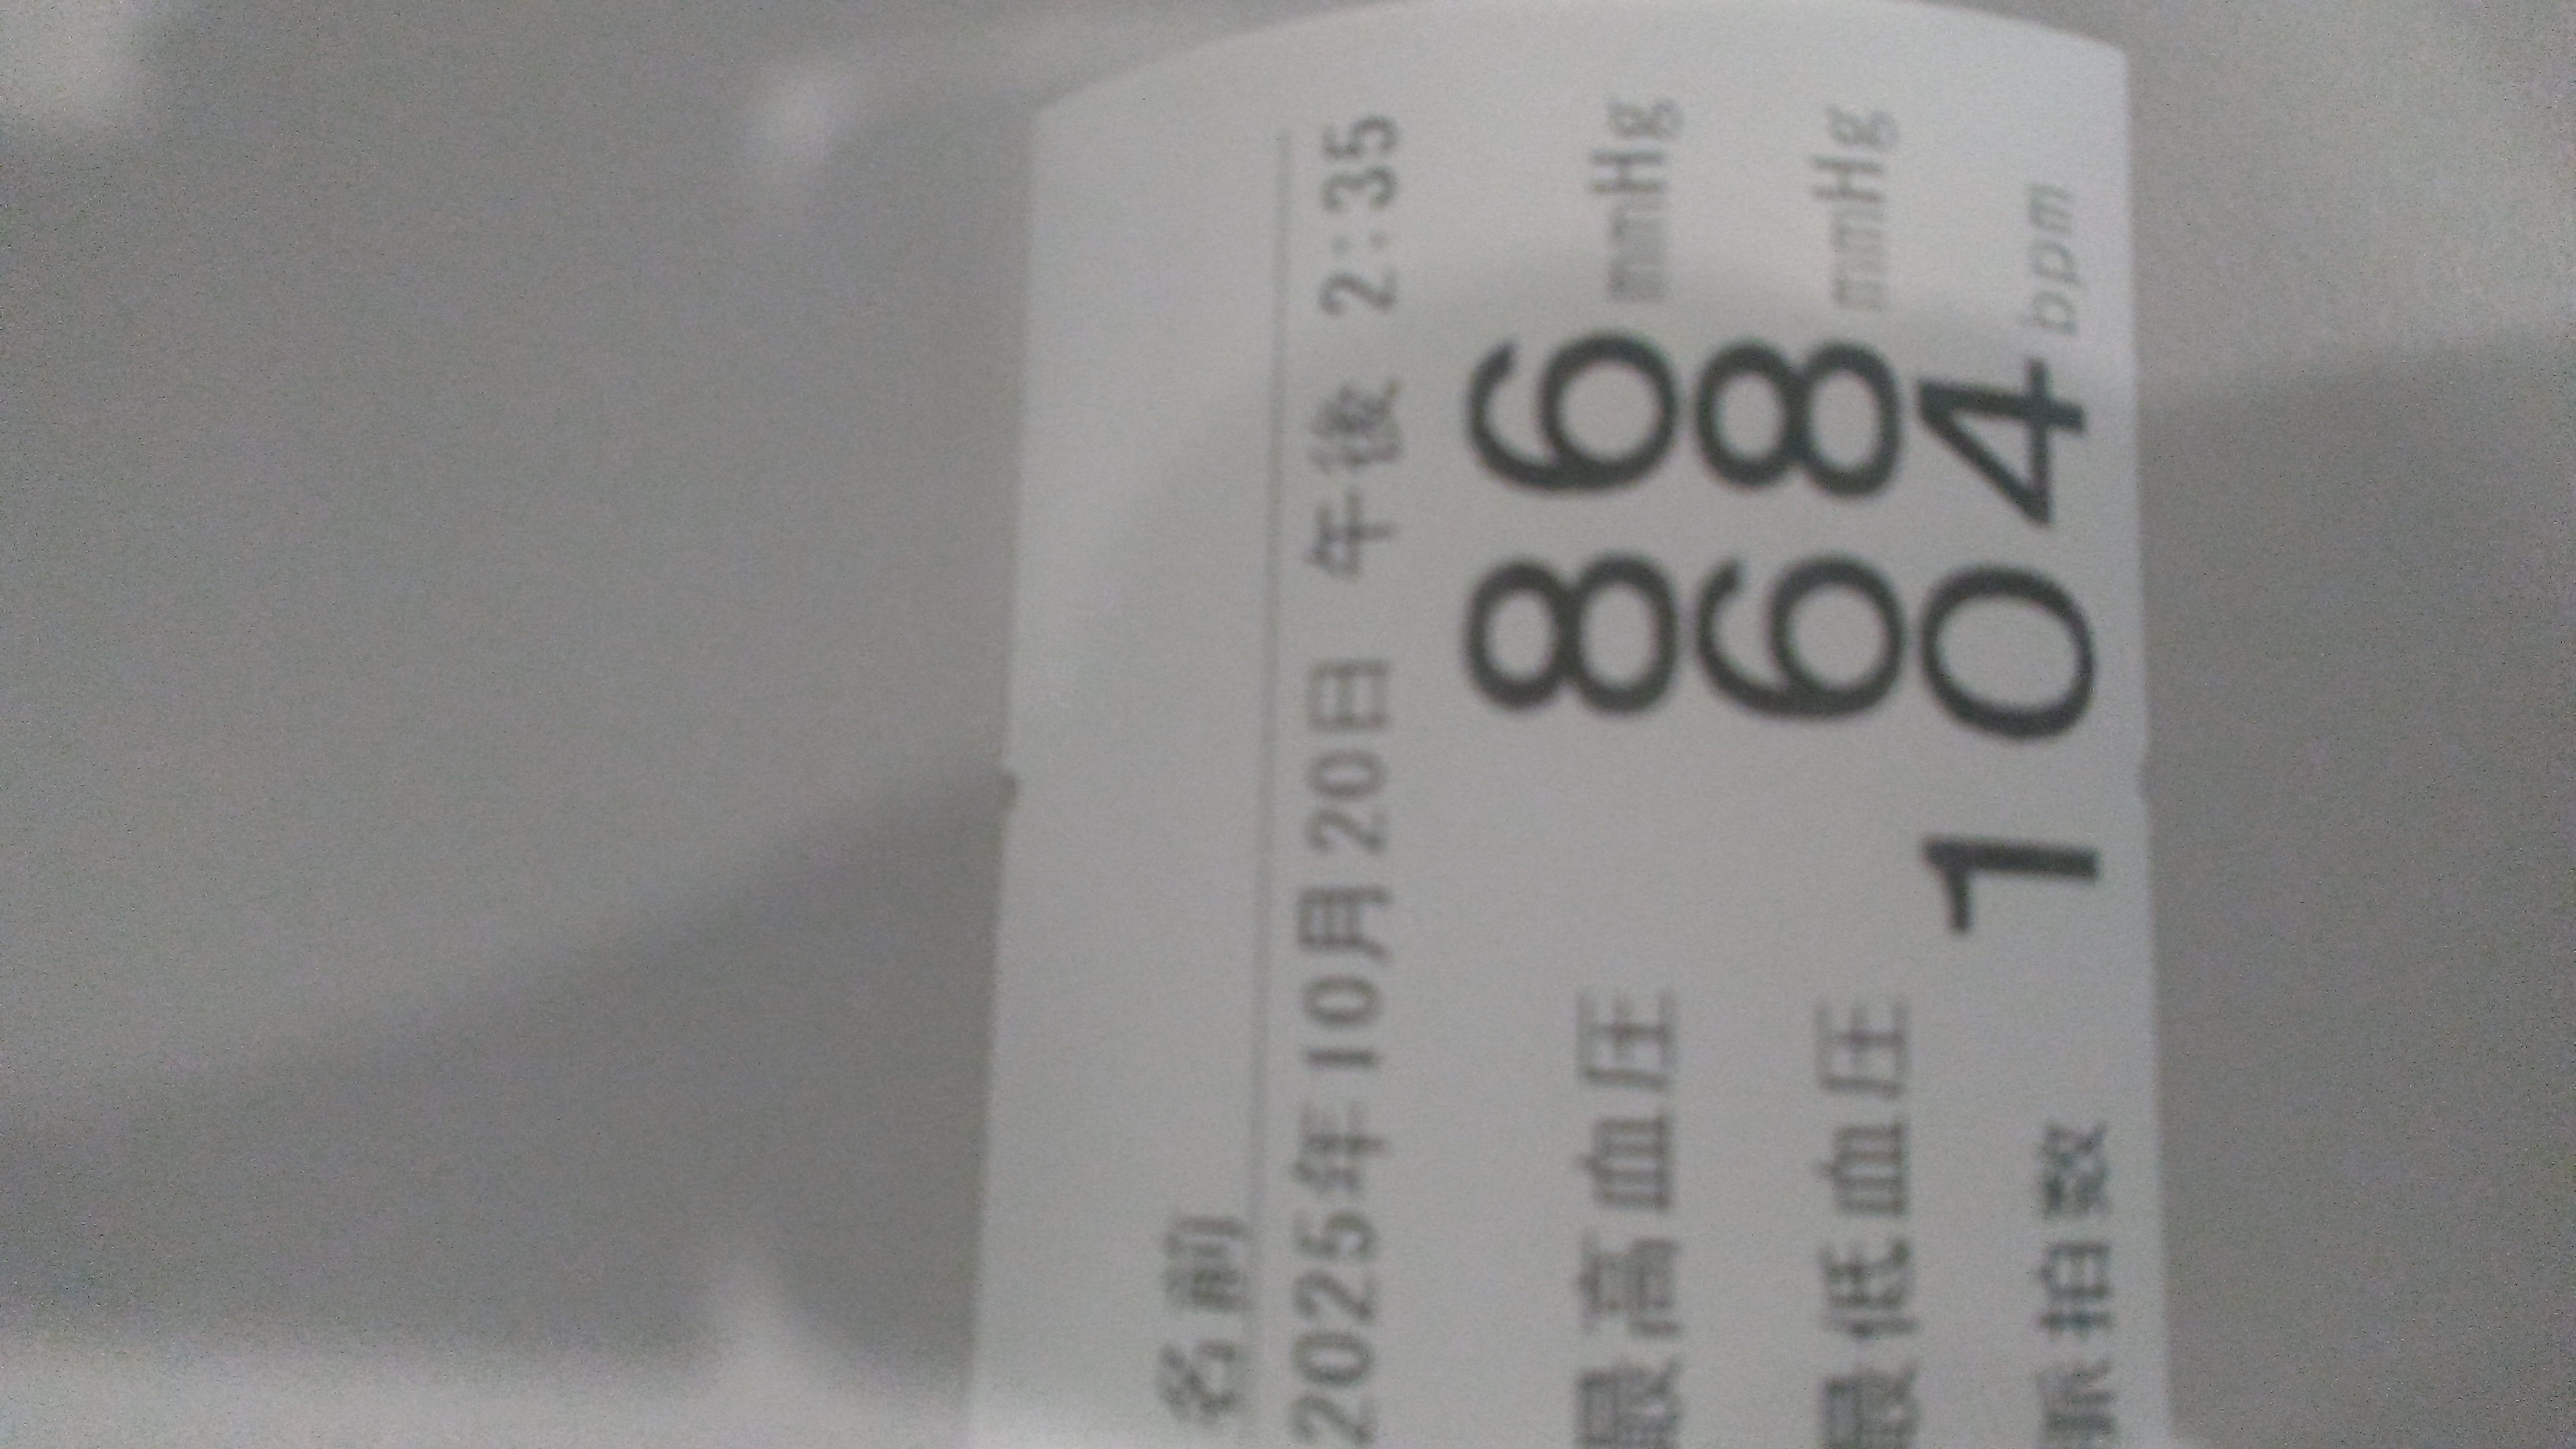 名前
2025年10月20日 午後 2:35
最高血圧 86 mmHg
最低血圧 68 mmHg
脈拍数 104 bpm